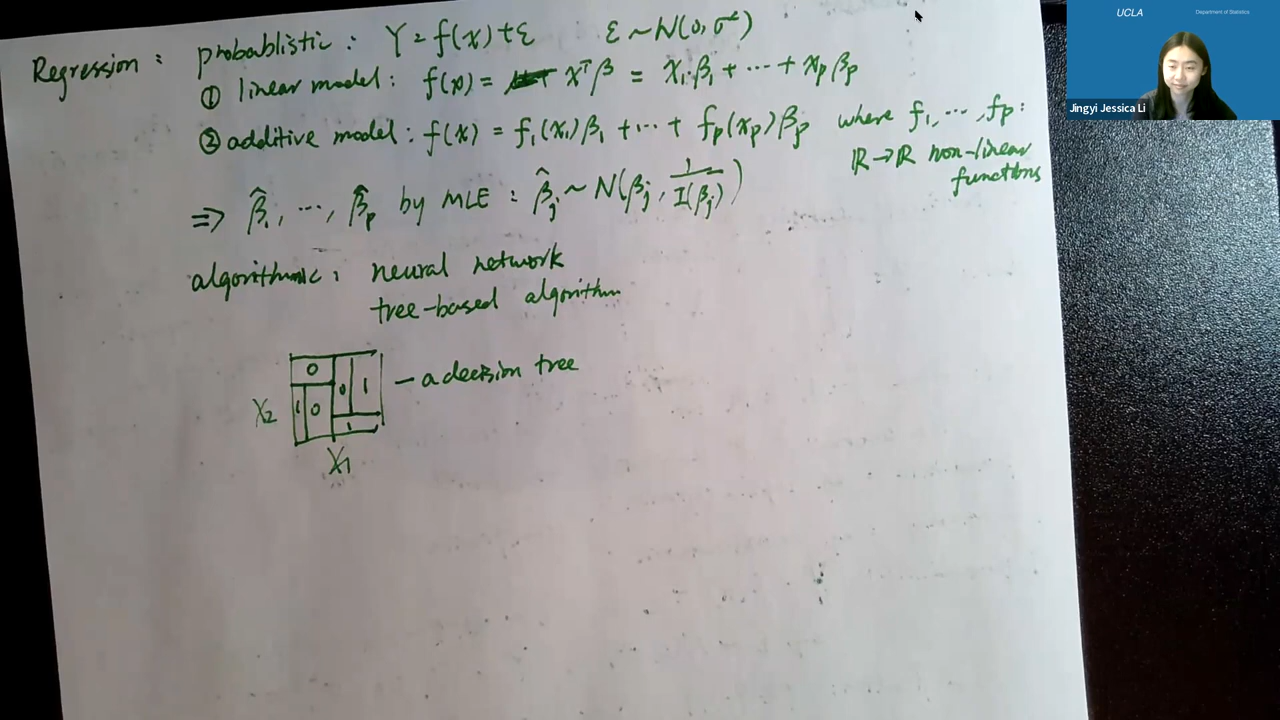 UCLA
Department of Statistics
Jingyi Jessica Li
Regression : probablistic : Y = f(x) + ε ε ~ N(0, σ²)
① linear model : f(x) = xᵀβ = x₁β₁ + ··· + xₚβₚ
② additive model : f(x) = f₁(x₁)β₁ + ··· + fₚ(xₚ)βₚ where f₁, ··· , fₚ :
ℝ → ℝ non-linear
functions
⇒ β̂₁, ··· , β̂ₚ by MLE : β̂ⱼ ~ N(βⱼ, 1/I(βⱼ))
algorithmic : neural network
tree-based algorithm
0
0 1
X₂ 1 0 — a decision tree
1
X₁